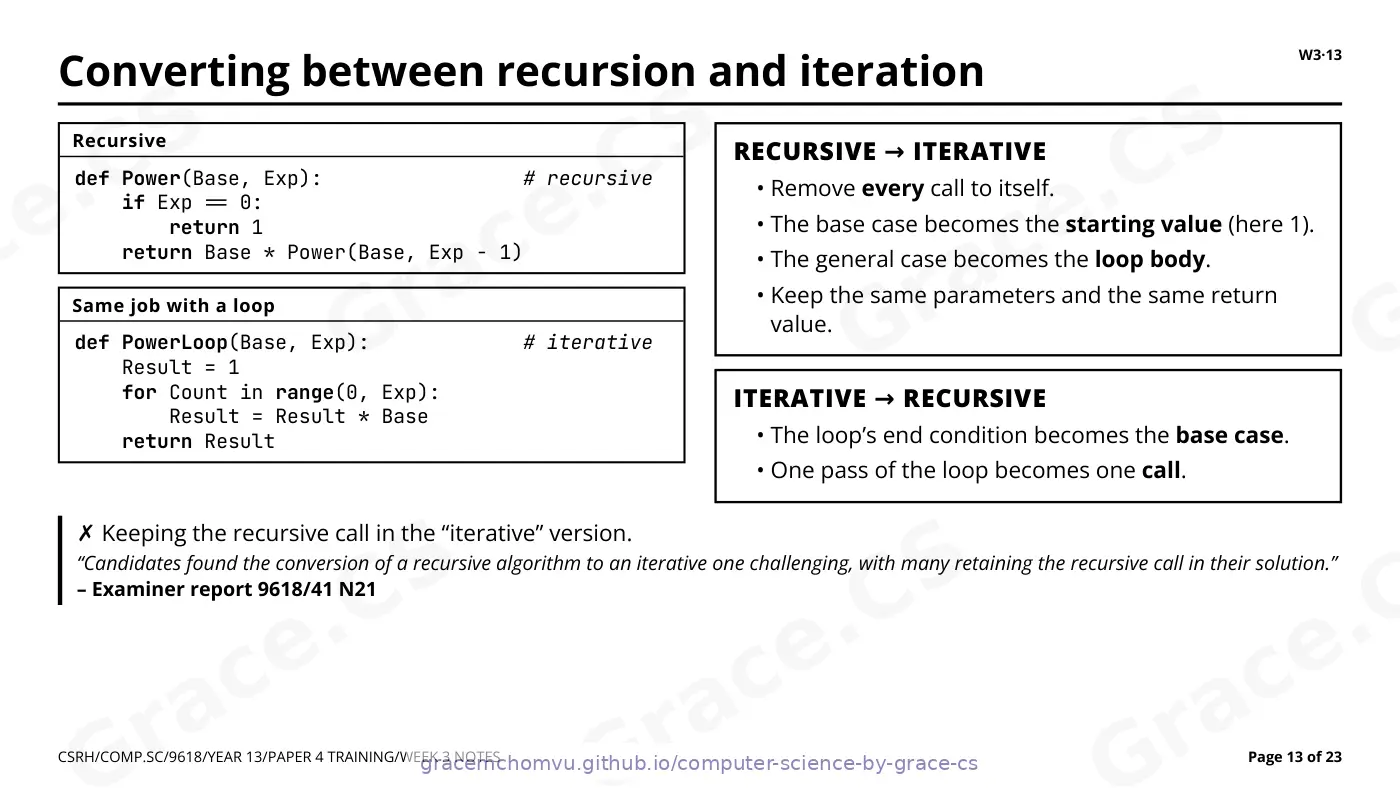 Converting between recursion and iteration
W3·13
Recursive
def Power(Base, Exp): # recursive
    if Exp == 0:
        return 1
    return Base * Power(Base, Exp - 1)
Same job with a loop
def PowerLoop(Base, Exp): # iterative
    Result = 1
    for Count in range(0, Exp):
        Result = Result * Base
    return Result
RECURSIVE → ITERATIVE
• Remove every call to itself.
• The base case becomes the starting value (here 1).
• The general case becomes the loop body.
• Keep the same parameters and the same return
value.
ITERATIVE → RECURSIVE
• The loop’s end condition becomes the base case.
• One pass of the loop becomes one call.
✗ Keeping the recursive call in the “iterative” version.
“Candidates found the conversion of a recursive algorithm to an iterative one challenging, with many retaining the recursive call in their solution.”
– Examiner report 9618/41 N21
CSRH/COMP.SC/9618/YEAR 13/PAPER 4 TRAINING/WEEK 3 NOTES
gracemchomvu.github.io/computer-science-by-grace-cs
Page 13 of 23
Grace.CS